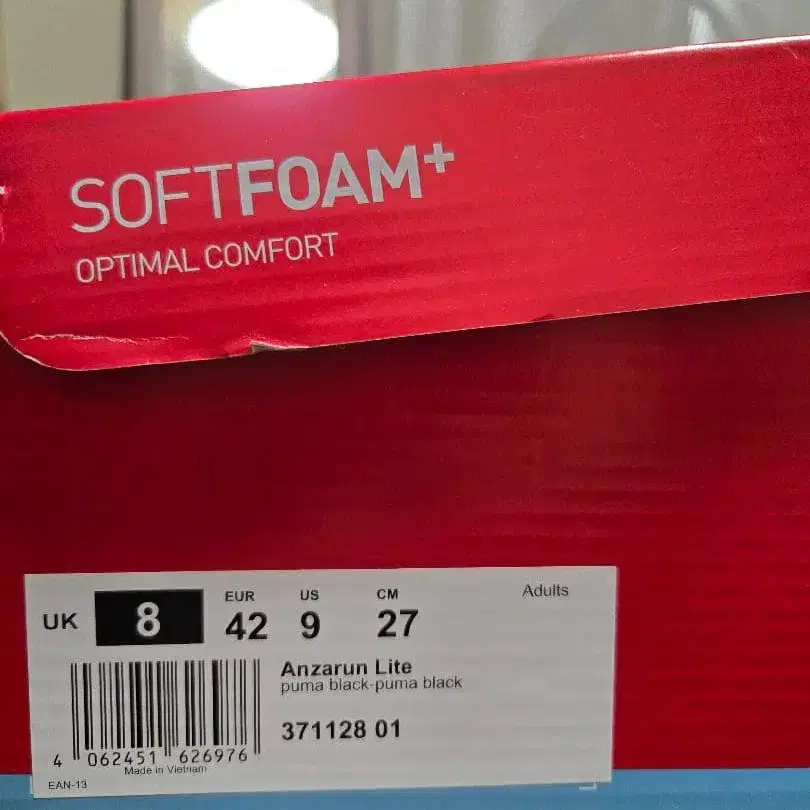 SOFTFOAM+
OPTIMAL COMFORT
UK 8 EUR 42 US 9 CM 27 Adults
Anzarun Lite
puma black-puma black
371128 01
4 062451 626976
Made in Vietnam
EAN-13